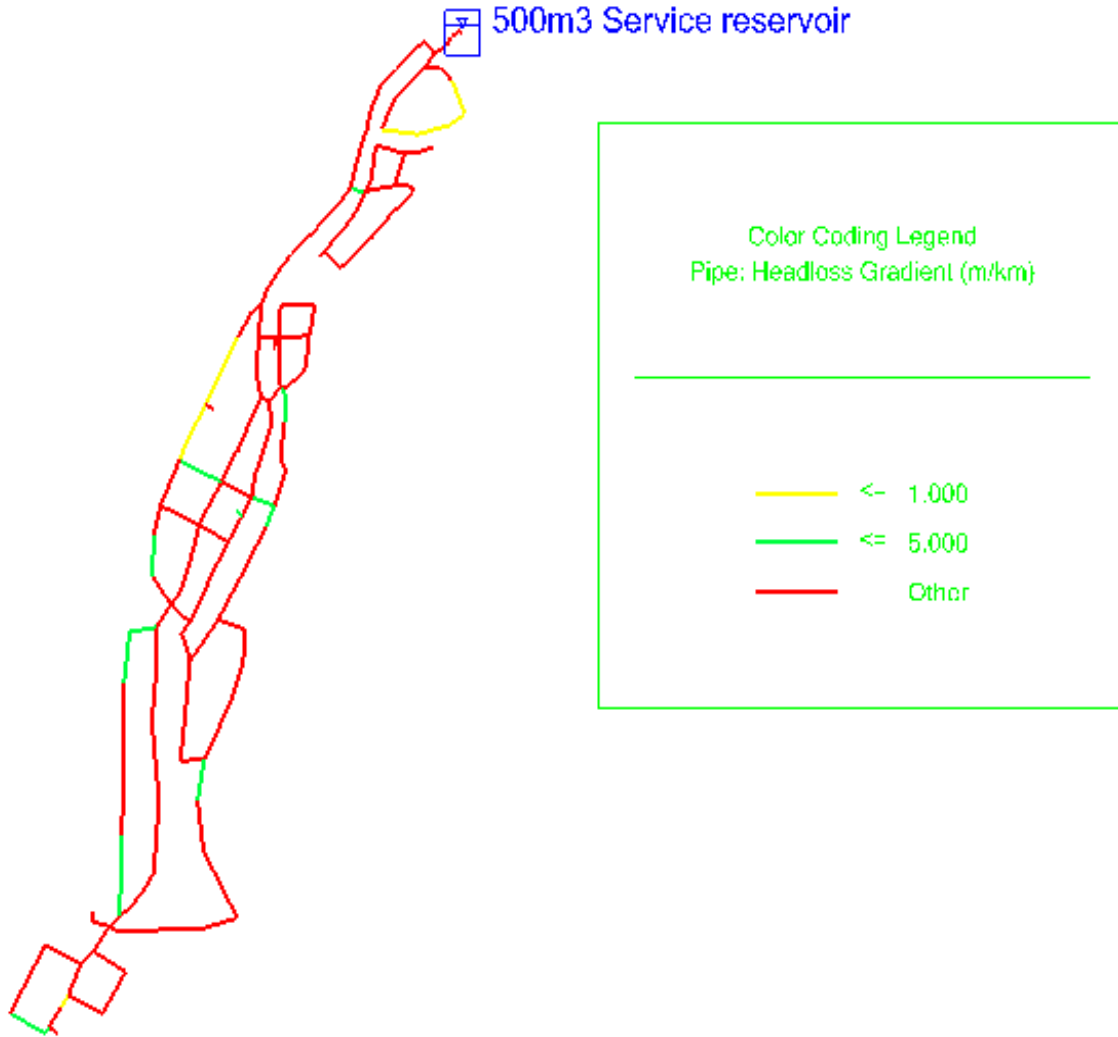 500m3 Service reservoir
Color Coding Legend
Pipe: Headloss Gradient (m/km)
<= 1.000
<= 5.000
Other